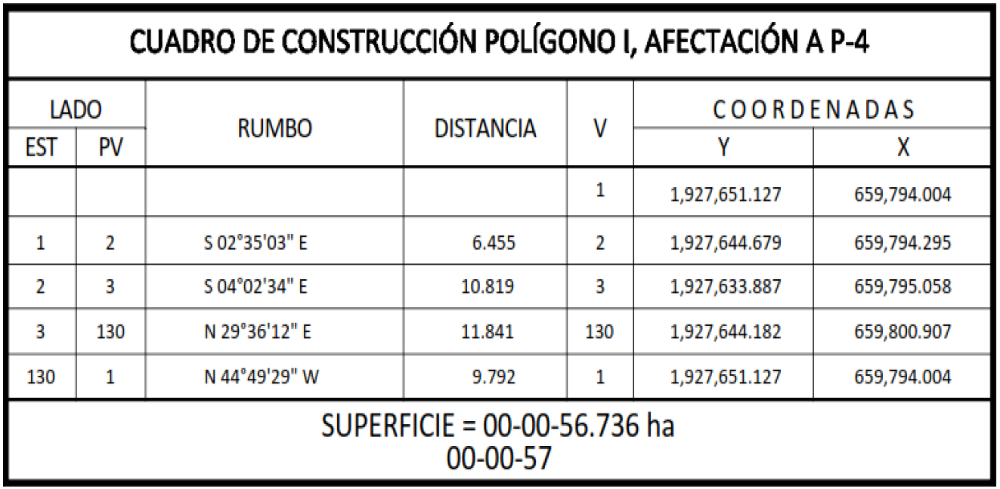 CUADRO DE CONSTRUCCIÓN POLÍGONO I, AFECTACIÓN A P-4
LADO RUMBO DISTANCIA V COORDENADAS
EST PV Y X
1 1,927,651.127 659,794.004
1 2 S 02°35'03" E 6.455 2 1,927,644.679 659,794.295
2 3 S 04°02'34" E 10.819 3 1,927,633.887 659,795.058
3 130 N 29°36'12" E 11.841 130 1,927,644.182 659,800.907
130 1 N 44°49'29" W 9.792 1 1,927,651.127 659,794.004
SUPERFICIE = 00-00-56.736 ha
00-00-57